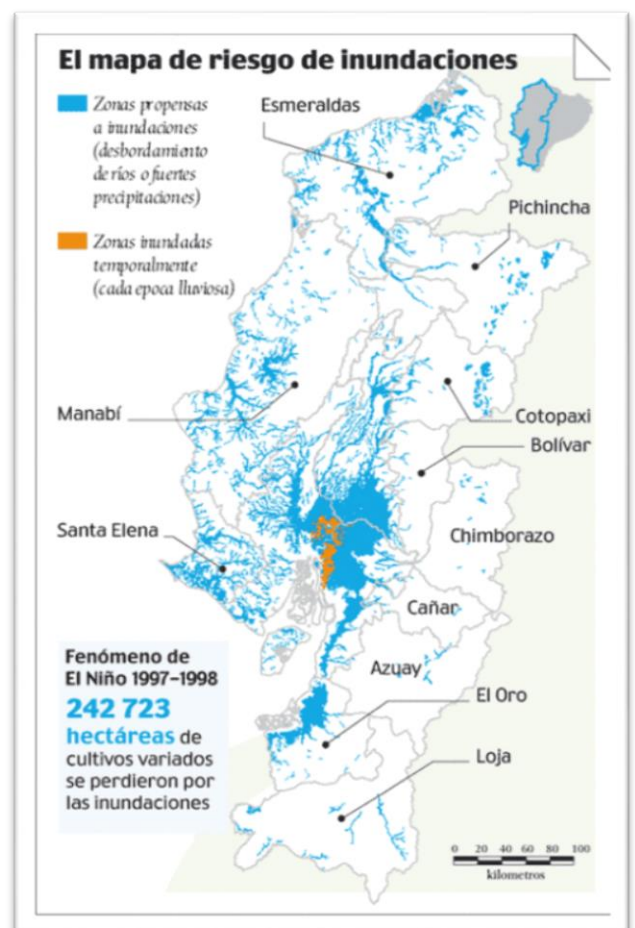 El mapa de riesgo de inundaciones
Zonas propensas
a inundaciones
(desbordamiento
de ríos o fuertes
precipitaciones)
Zonas inundadas
temporalmente
(cada epoca lluviosa)
Esmeraldas
Pichincha
Manabí
Cotopaxi
Bolívar
Santa Elena
Chimborazo
Cañar
Azuay
El Oro
Loja
Fenómeno de
El Niño 1997–1998
242 723
hectáreas de
cultivos variados
se perdieron por
las inundaciones
0 20 40 60 80 100
kilometros